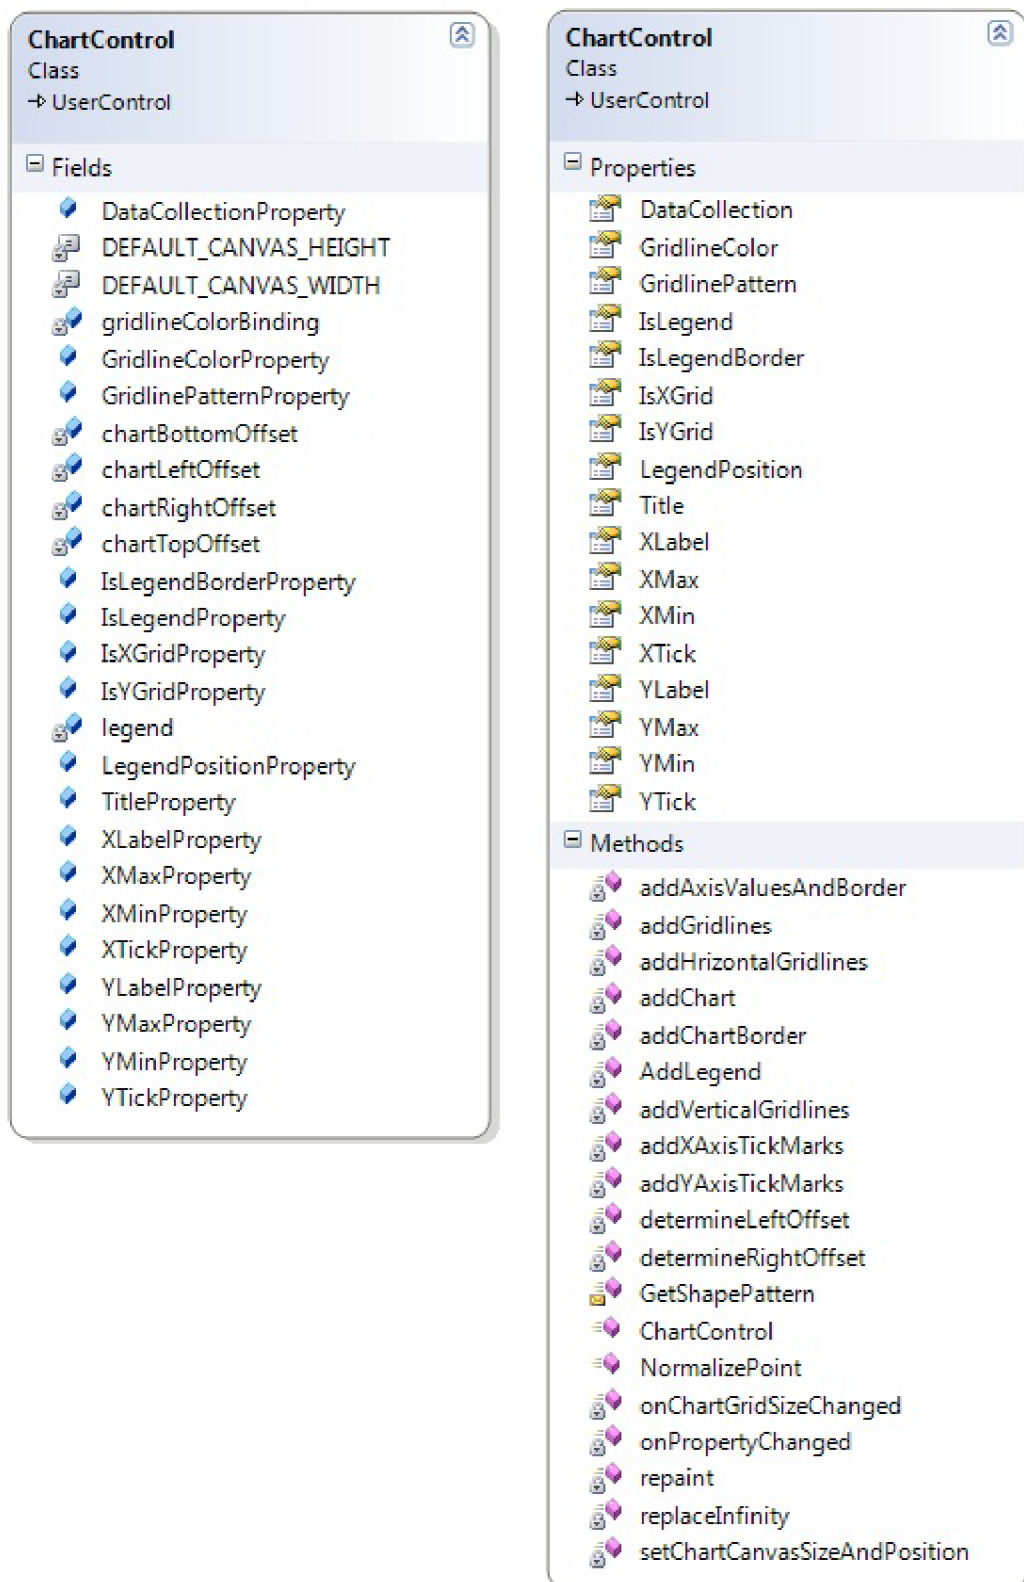 ChartControl
Class
UserControl
Fields
DataCollectionProperty
DEFAULT_CANVAS_HEIGHT
DEFAULT_CANVAS_WIDTH
gridlineColorBinding
GridlineColorProperty
GridlinePatternProperty
chartBottomOffset
chartLeftOffset
chartRightOffset
chartTopOffset
IsLegendBorderProperty
IsLegendProperty
IsXGridProperty
IsYGridProperty
legend
LegendPositionProperty
TitleProperty
XLabelProperty
XMaxProperty
XMinProperty
XTickProperty
YLabelProperty
YMaxProperty
YMinProperty
YTickProperty
ChartControl
Class
UserControl
Properties
DataCollection
GridlineColor
GridlinePattern
IsLegend
IsLegendBorder
IsXGrid
IsYGrid
LegendPosition
Title
XLabel
XMax
XMin
XTick
YLabel
YMax
YMin
YTick
Methods
addAxisValuesAndBorder
addGridlines
addHrizontalGridlines
addChart
addChartBorder
AddLegend
addVerticalGridlines
addXAxisTickMarks
addYAxisTickMarks
determineLeftOffset
determineRightOffset
GetShapePattern
ChartControl
NormalizePoint
onChartGridSizeChanged
onPropertyChanged
repaint
replaceInfinity
setChartCanvasSizeAndPosition